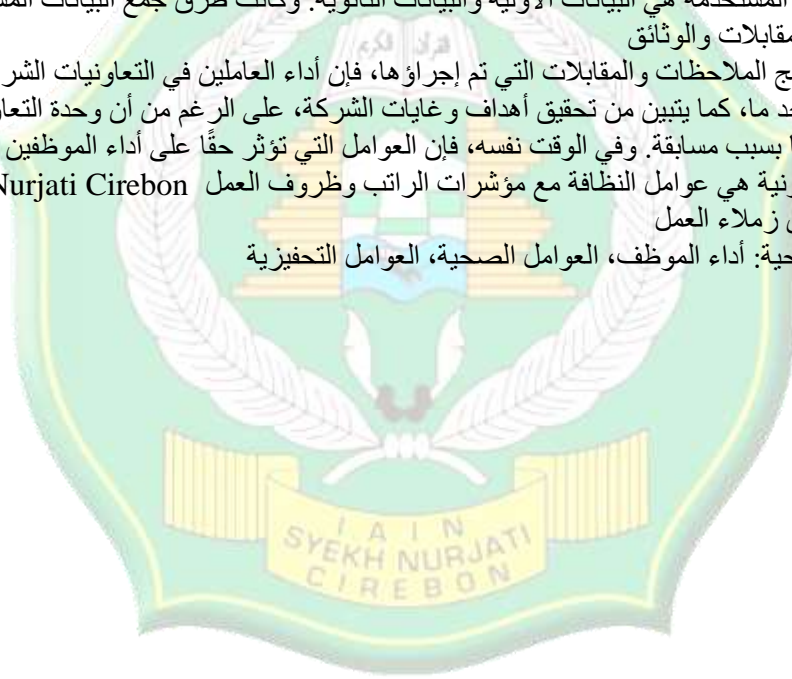 المستخدمة هي البيانات الأولية والبيانات الثانوية. وكانت طرق جمع البيانات
مقابلات والوثائق
ج الملاحظات والمقابلات التي تم إجراؤها، فإن أداء العاملين في التعاونيات الشر
حد ما، كما يتبين من تحقيق أهداف وغايات الشركة، على الرغم من أن وحدة التعاو
ا بسبب مسابقة. وفي الوقت نفسه، فإن العوامل التي تؤثر حقًا على أداء الموظفين
ونية هي عوامل النظافة مع مؤشرات الراتب وظروف العمل Nurjati Cirebon
زملاء العمل
حية: أداء الموظف، العوامل الصحية، العوامل التحفيزية
IAIN
SYEKH NURJATI
CIREBON